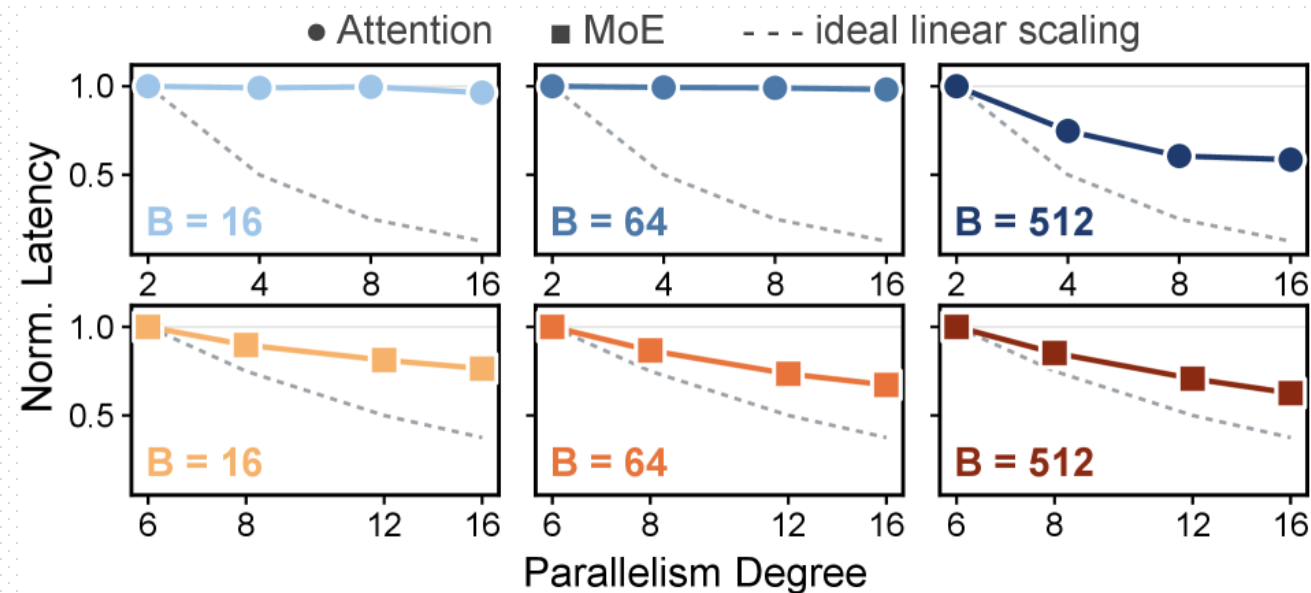 Attention MoE ideal linear scaling
Norm. Latency
1.0
0.5
B = 16
2 4 8 16
B = 64
2 4 8 16
B = 512
2 4 8 16
1.0
0.5
B = 16
6 8 12 16
B = 64
6 8 12 16
B = 512
6 8 12 16
Parallelism Degree